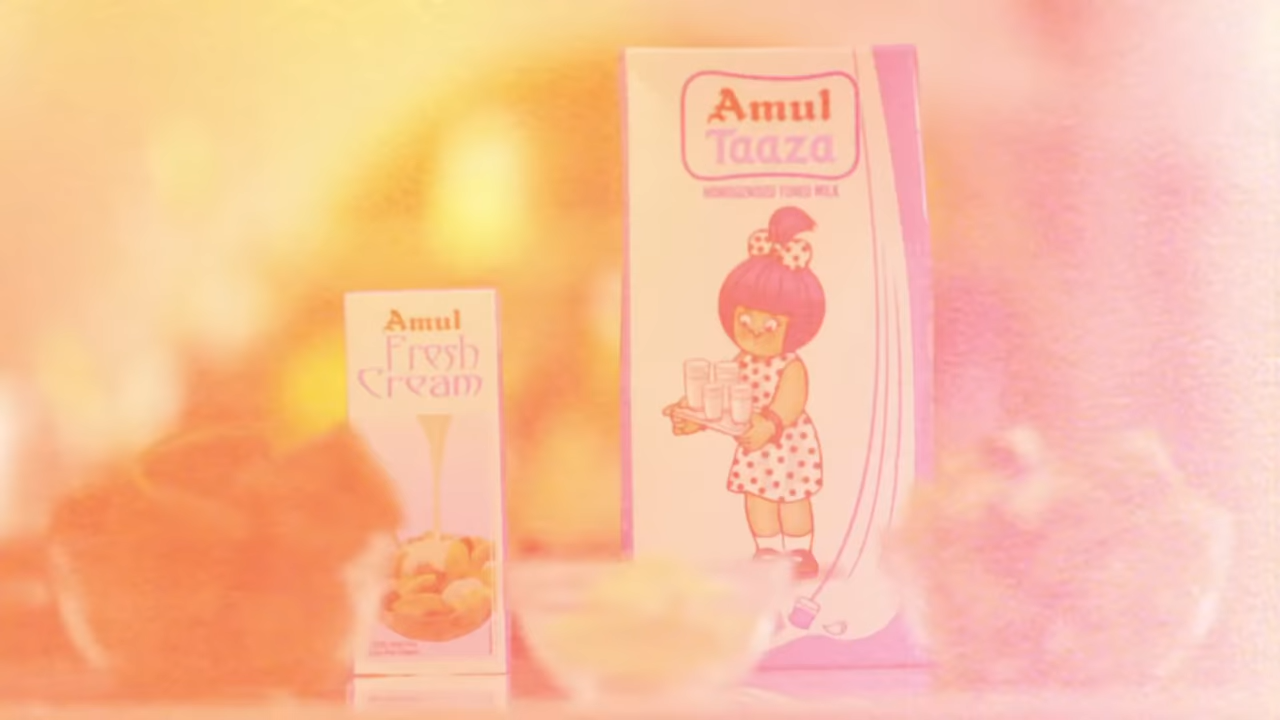 Amul
Taaza
HOMOGENISED TONED MILK
Amul
Fresh
Cream